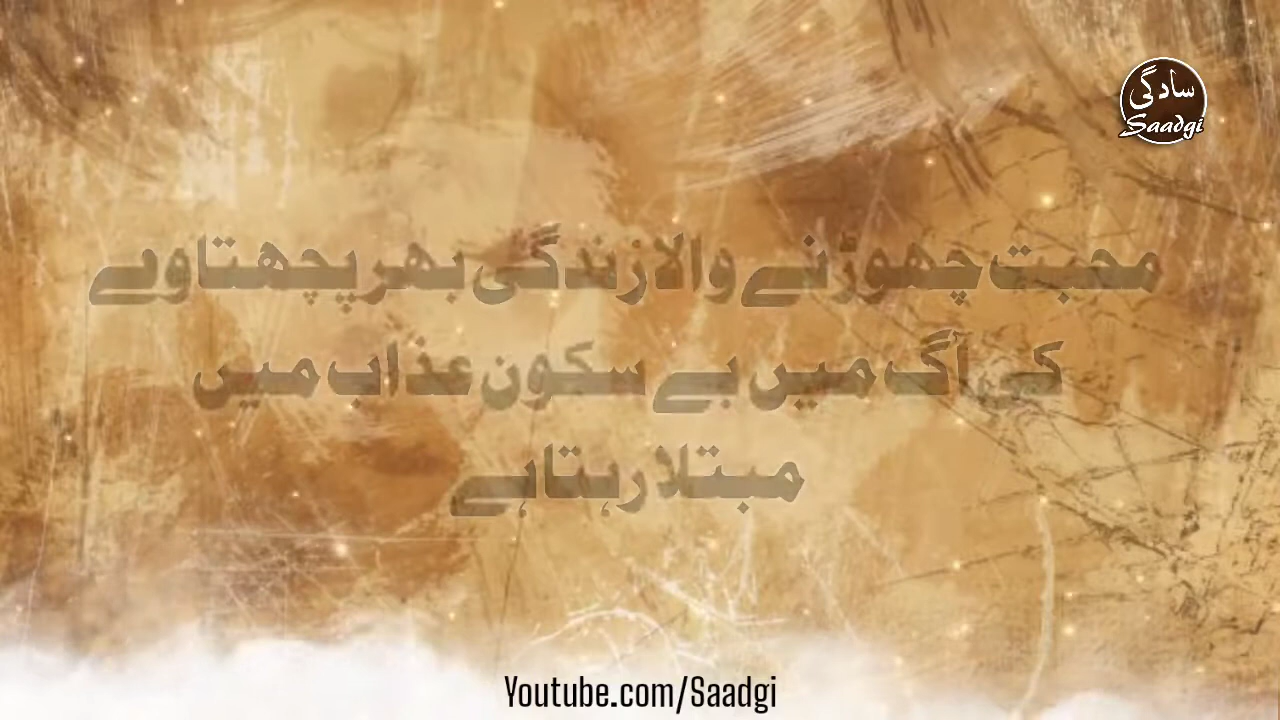 سادگی
Saadgi
محبت چھوڑنے والا زندگی بھر پچھتاوے
کی آگ میں بے سکون عذاب میں
مبتلا رہتا ہے
Youtube.com/Saadgi